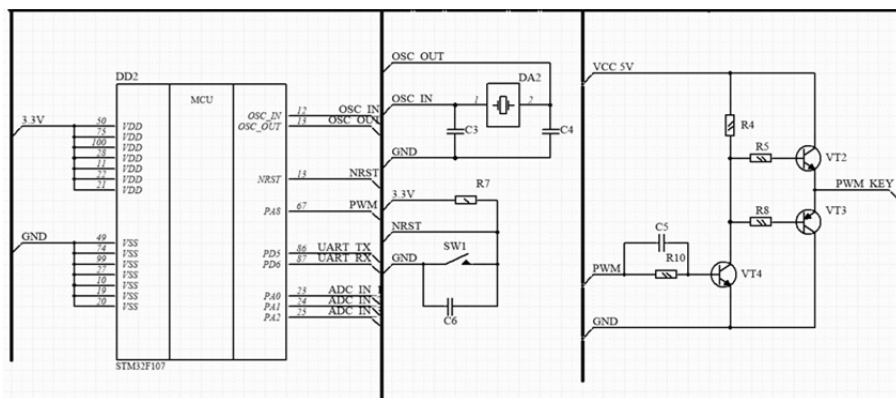 DD2
MCU
3.3V
50 VDD
75 VDD
100 VDD
28 VDD
11 VDD
22 VDD
21 VDD
GND
49 VSS
74 VSS
99 VSS
27 VSS
10 VSS
19 VSS
20 VSS
OSC_IN 12 OSC_IN
OSC_OUT 13 OSC_OUT
NRST 13 NRST
PA8 67 PWM
PD5 86 UART_TX
PD6 87 UART_RX
PA0 23 ADC_IN
PA1 24 ADC_IN
PA2 25 ADC_IN
STM32F107
OSC_OUT
DA2
OSC_IN
1 2
C3
C4
GND
3.3V
R7
NRST
SW1
GND
C6
VCC 5V
R4
R5
VT2
PWM_KEY
R8
VT3
C5
PWM
R10
VT4
GND